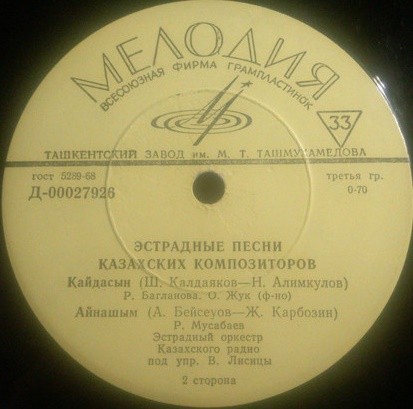 МЕЛОДИЯ
ВСЕСОЮЗНАЯ ФИРМА ГРАМПЛАСТИНОК
33
ТАШКЕНТСКИЙ ЗАВОД им. М. Т. ТАШМУХАМЕДОВА
гост 5289-68
третья гр.
Д-00027926
0-70
ЭСТРАДНЫЕ ПЕСНИ
КАЗАХСКИХ КОМПОЗИТОРОВ
Қайдасын (Ш. Калдаяков—Н. Алимкулов)
Р. Багланова. О. Жук (ф-но)
Айнашым (А. Бейсеуов—Ж. Карбозин)
Р. Мусабаев
Эстрадный оркестр
Казахского радио
под упр. В. Лисицы
2 сторона